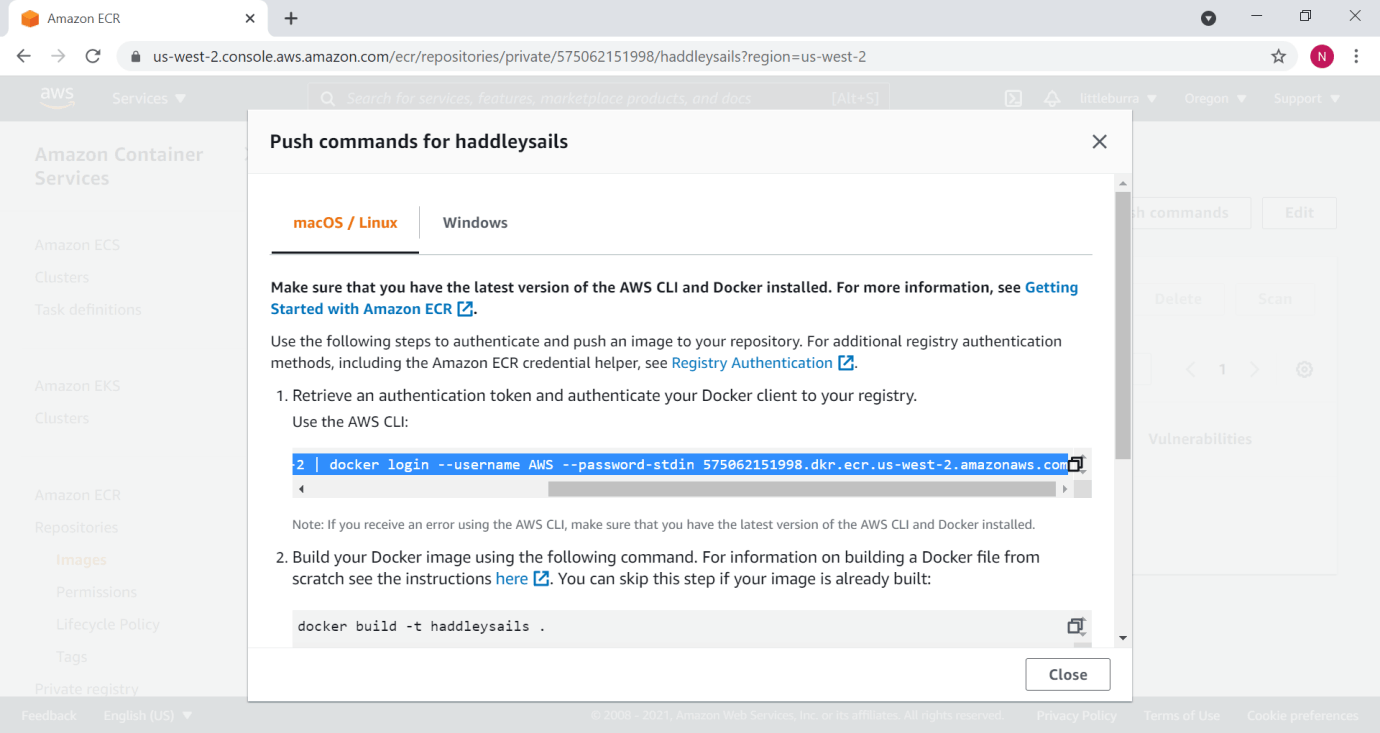 Amazon ECR
us-west-2.console.aws.amazon.com/ecr/repositories/private/575062151998/haddleysails?region=us-west-2
N
aws
Services
Search for services, features, marketplace products, and docs
[Alt+S]
littleburra
Oregon
Support
Amazon Container
Services
Amazon ECS
Clusters
Task definitions
Amazon EKS
Clusters
Amazon ECR
Repositories
Images
Permissions
Lifecycle Policy
Tags
Private registry
Push commands for haddleysails
macOS / Linux
Windows
Make sure that you have the latest version of the AWS CLI and Docker installed. For more information, see Getting
Started with Amazon ECR.
Use the following steps to authenticate and push an image to your repository. For additional registry authentication
methods, including the Amazon ECR credential helper, see Registry Authentication.
1. Retrieve an authentication token and authenticate your Docker client to your registry.
Use the AWS CLI:
-2 | docker login --username AWS --password-stdin 575062151998.dkr.ecr.us-west-2.amazonaws.com
Note: If you receive an error using the AWS CLI, make sure that you have the latest version of the AWS CLI and Docker installed.
2. Build your Docker image using the following command. For information on building a Docker file from
scratch see the instructions here. You can skip this step if your image is already built:
docker build -t haddleysails .
Close
commands
Edit
Delete
Scan
1
Vulnerabilities
Feedback
English (US)
© 2008 - 2021, Amazon Web Services, Inc. or its affiliates. All rights reserved.
Privacy Policy
Terms of Use
Cookie preferences